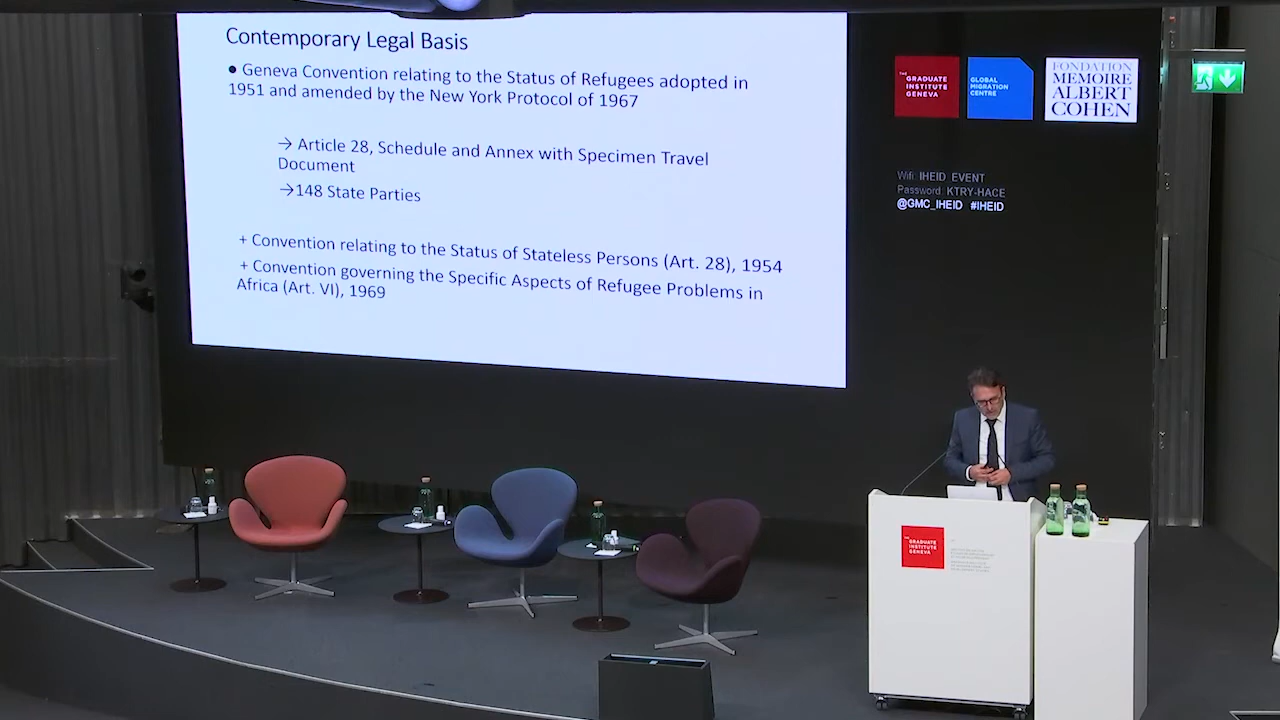 Contemporary Legal Basis
● Geneva Convention relating to the Status of Refugees adopted in
1951 and amended by the New York Protocol of 1967
→ Article 28, Schedule and Annex with Specimen Travel
Document
→148 State Parties
+ Convention relating to the Status of Stateless Persons (Art. 28), 1954
+ Convention governing the Specific Aspects of Refugee Problems in
Africa (Art. VI), 1969
THE
GRADUATE
INSTITUTE
GENEVA
GLOBAL
MIGRATION
CENTRE
FONDATION
MEMOIRE
ALBERT
COHEN
Wifi: IHEID_EVENT
Password: KTRY-HACE
@GMC_IHEID #IHEID
THE
GRADUATE
INSTITUTE
GENEVA